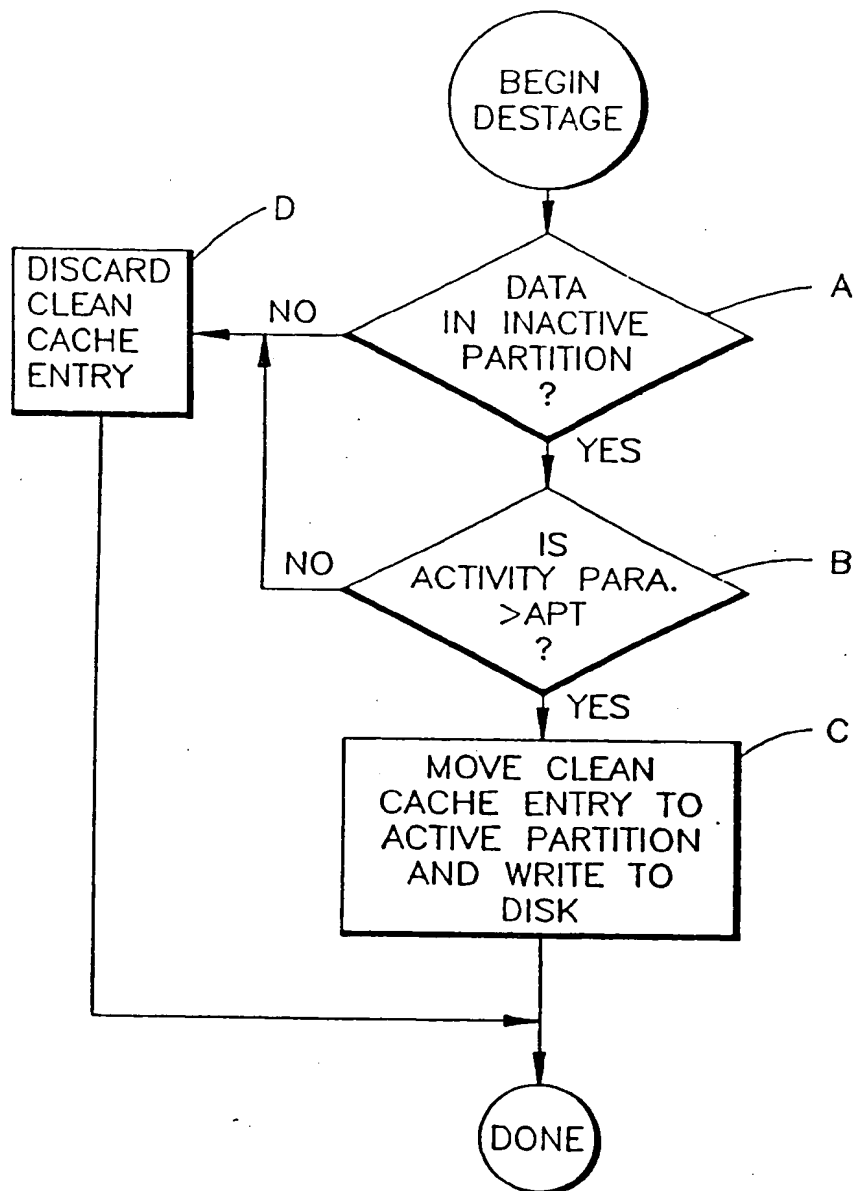 BEGIN
DESTAGE
D
DISCARD
CLEAN
CACHE
ENTRY
NO
DATA
IN INACTIVE
PARTITION
?
A
YES
NO
IS
ACTIVITY PARA.
>APT
?
B
YES
C
MOVE CLEAN
CACHE ENTRY TO
ACTIVE PARTITION
AND WRITE TO
DISK
DONE